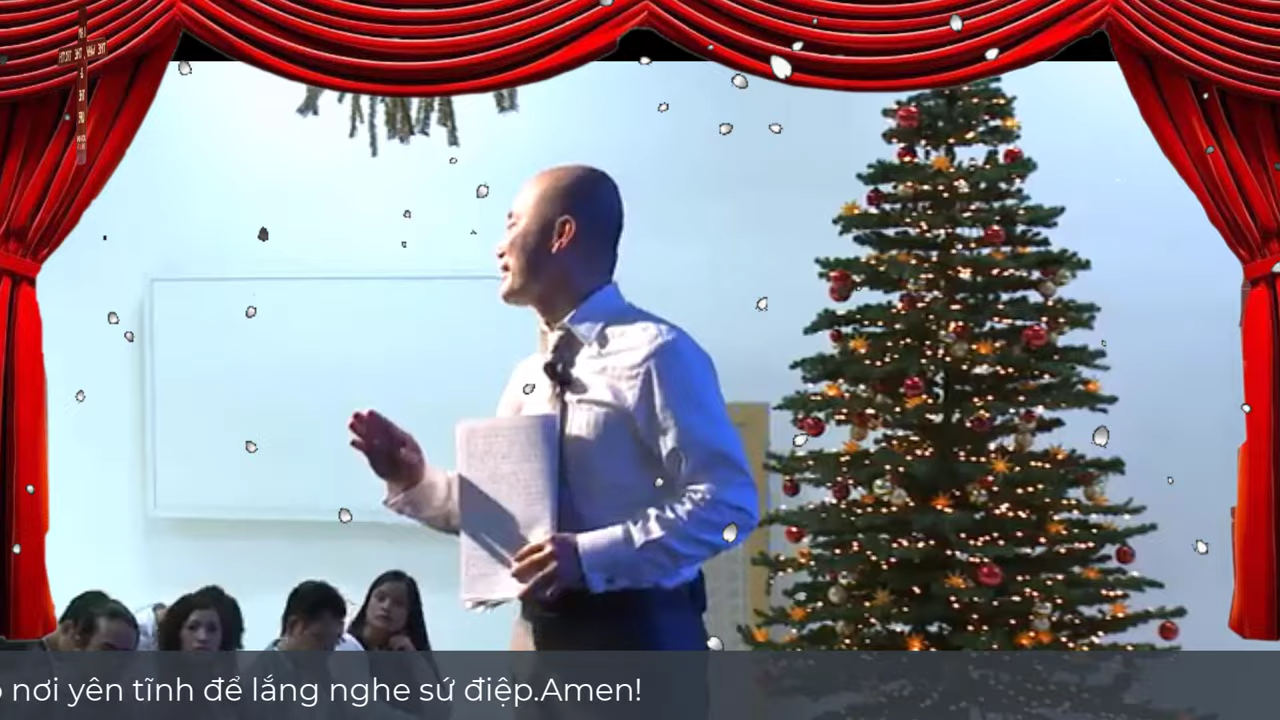 nơi yên tĩnh để lắng nghe sứ điệp.Amen!